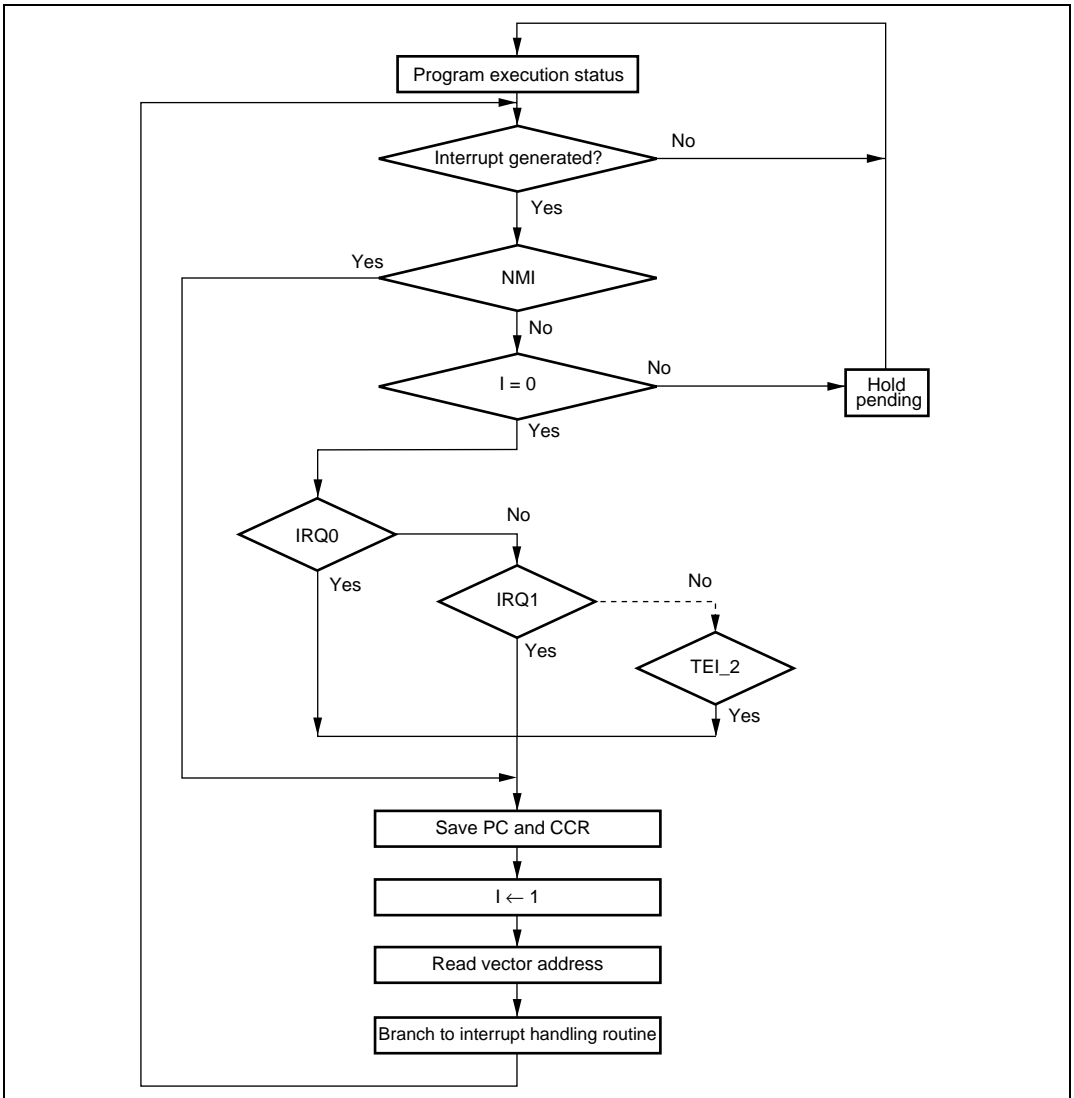 Program execution status
Interrupt generated?
No
Yes
Yes
NMI
No
I = 0
No
Hold
pending
Yes
IRQ0
No
Yes
IRQ1
No
Yes
TEI_2
Yes
Save PC and CCR
I ← 1
Read vector address
Branch to interrupt handling routine